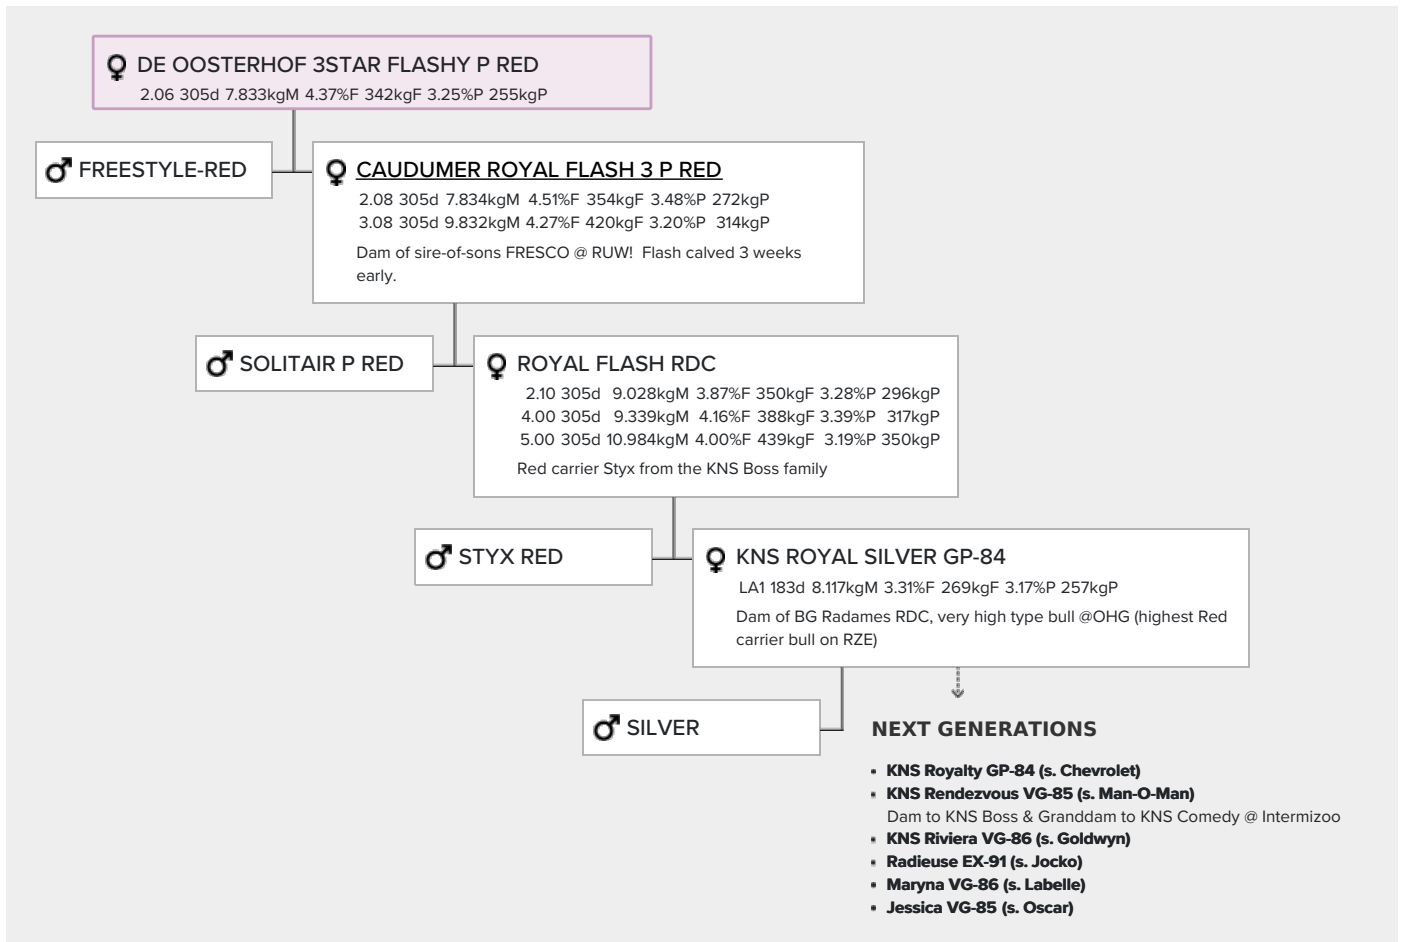 DE OOSTERHOF 3STAR FLASHY P RED
2.06 305d 7.833kgM 4.37%F 342kgF 3.25%P 255kgP
FREESTYLE-RED
CAUDUMER ROYAL FLASH 3 P RED
2.08 305d 7.834kgM 4.51%F 354kgF 3.48%P 272kgP
3.08 305d 9.832kgM 4.27%F 420kgF 3.20%P 314kgP
Dam of sire-of-sons FRESCO @ RUW! Flash calved 3 weeks
early.
SOLITAIR P RED
ROYAL FLASH RDC
2.10 305d 9.028kgM 3.87%F 350kgF 3.28%P 296kgP
4.00 305d 9.339kgM 4.16%F 388kgF 3.39%P 317kgP
5.00 305d 10.984kgM 4.00%F 439kgF 3.19%P 350kgP
Red carrier Styx from the KNS Boss family
STYX RED
KNS ROYAL SILVER GP-84
LA1 183d 8.117kgM 3.31%F 269kgF 3.17%P 257kgP
Dam of BG Radames RDC, very high type bull @OHG (highest Red
carrier bull on RZE)
SILVER
NEXT GENERATIONS
KNS Royalty GP-84 (s. Chevrolet)
KNS Rendezvous VG-85 (s. Man-O-Man)
Dam to KNS Boss & Granddam to KNS Comedy @ Intermizoo
KNS Riviera VG-86 (s. Goldwyn)
Radieuse EX-91 (s. Jocko)
Maryna VG-86 (s. Labelle)
Jessica VG-85 (s. Oscar)